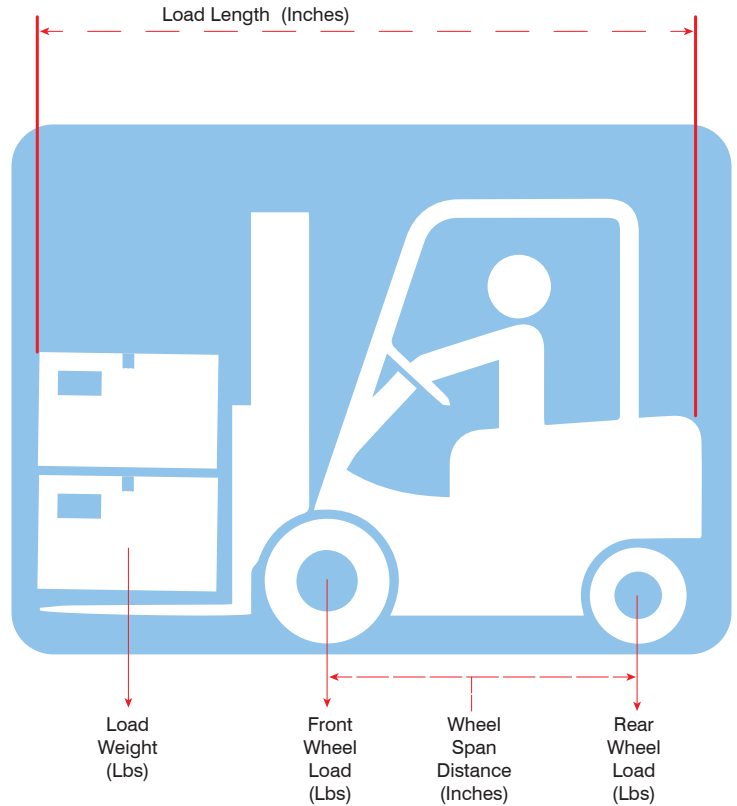 Load Length (Inches)
Load
Weight
(Lbs)
Front
Wheel
Load
(Lbs)
Wheel
Span
Distance
(Inches)
Rear
Wheel
Load
(Lbs)